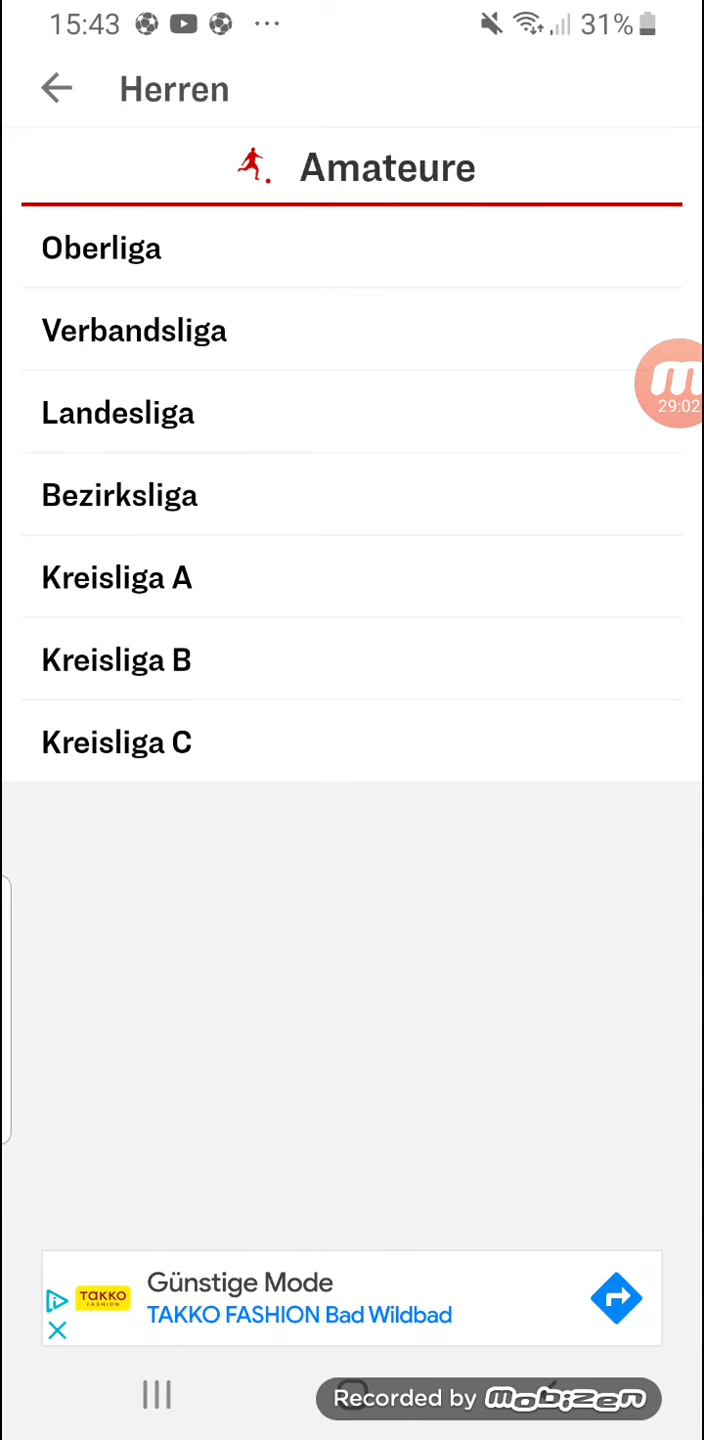 15:43 31%
Herren
Amateure
Oberliga
Verbandsliga
29:02
Landesliga
Bezirksliga
Kreisliga A
Kreisliga B
Kreisliga C
Günstige Mode
TAKKO
FASHION
TAKKO FASHION Bad Wildbad
Recorded by mobizen